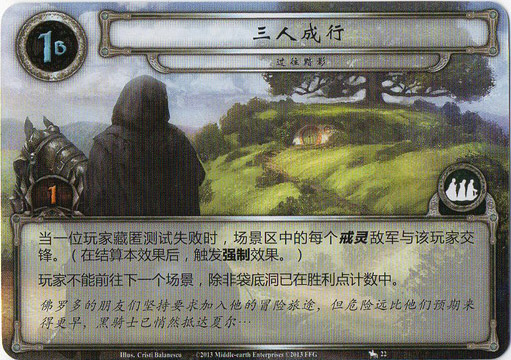 1B
三人成行
过往黯影
1
当一位玩家藏匿测试失败时，场景区中的每个戒灵敌军与该玩家交
锋。（在结算本效果后，触发强制效果。）
玩家不能前往下一个场景，除非袋底洞已在胜利点计数中。
佛罗多的朋友们坚持要求加入他的冒险旅途，但危险远比他们预期来
得更早，黑骑士已悄然抵达夏尔…
Illus. Cristi Balanescu ©2013 Middle-earth Enterprises ©2013 FFG 22